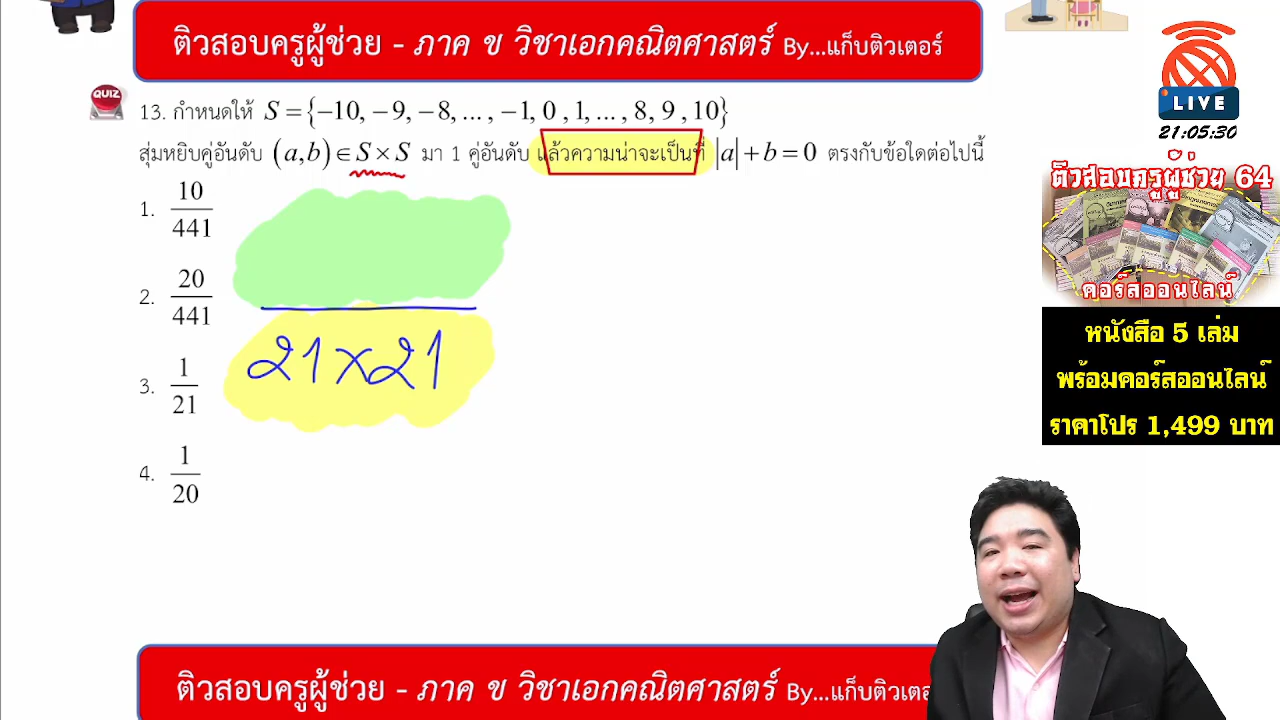 ติวสอบครูผู้ช่วย - ภาค ข วิชาเอกคณิตศาสตร์ By...แก็บติวเตอร์
QUIZ
13. กำหนดให้ S = {−10, −9, −8, ... , −1, 0 , 1, ... , 8, 9 , 10}
สุ่มหยิบคู่อันดับ (a,b) ∈ S × S มา 1 คู่อันดับ แล้วความน่าจะเป็นที่ |a| + b = 0 ตรงกับข้อใดต่อไปนี้
1. 10/441
2. 20/441
3. 1/21
4. 1/20
21 × 21
LIVE
21:05:30
ติวสอบครูผู้ช่วย 64
คอร์สออนไลน์
หนังสือ 5 เล่ม
พร้อมคอร์สออนไลน์
ราคาโปร 1,499 บาท
ติวสอบครูผู้ช่วย - ภาค ข วิชาเอกคณิตศาสตร์ By...แก็บติวเตอ